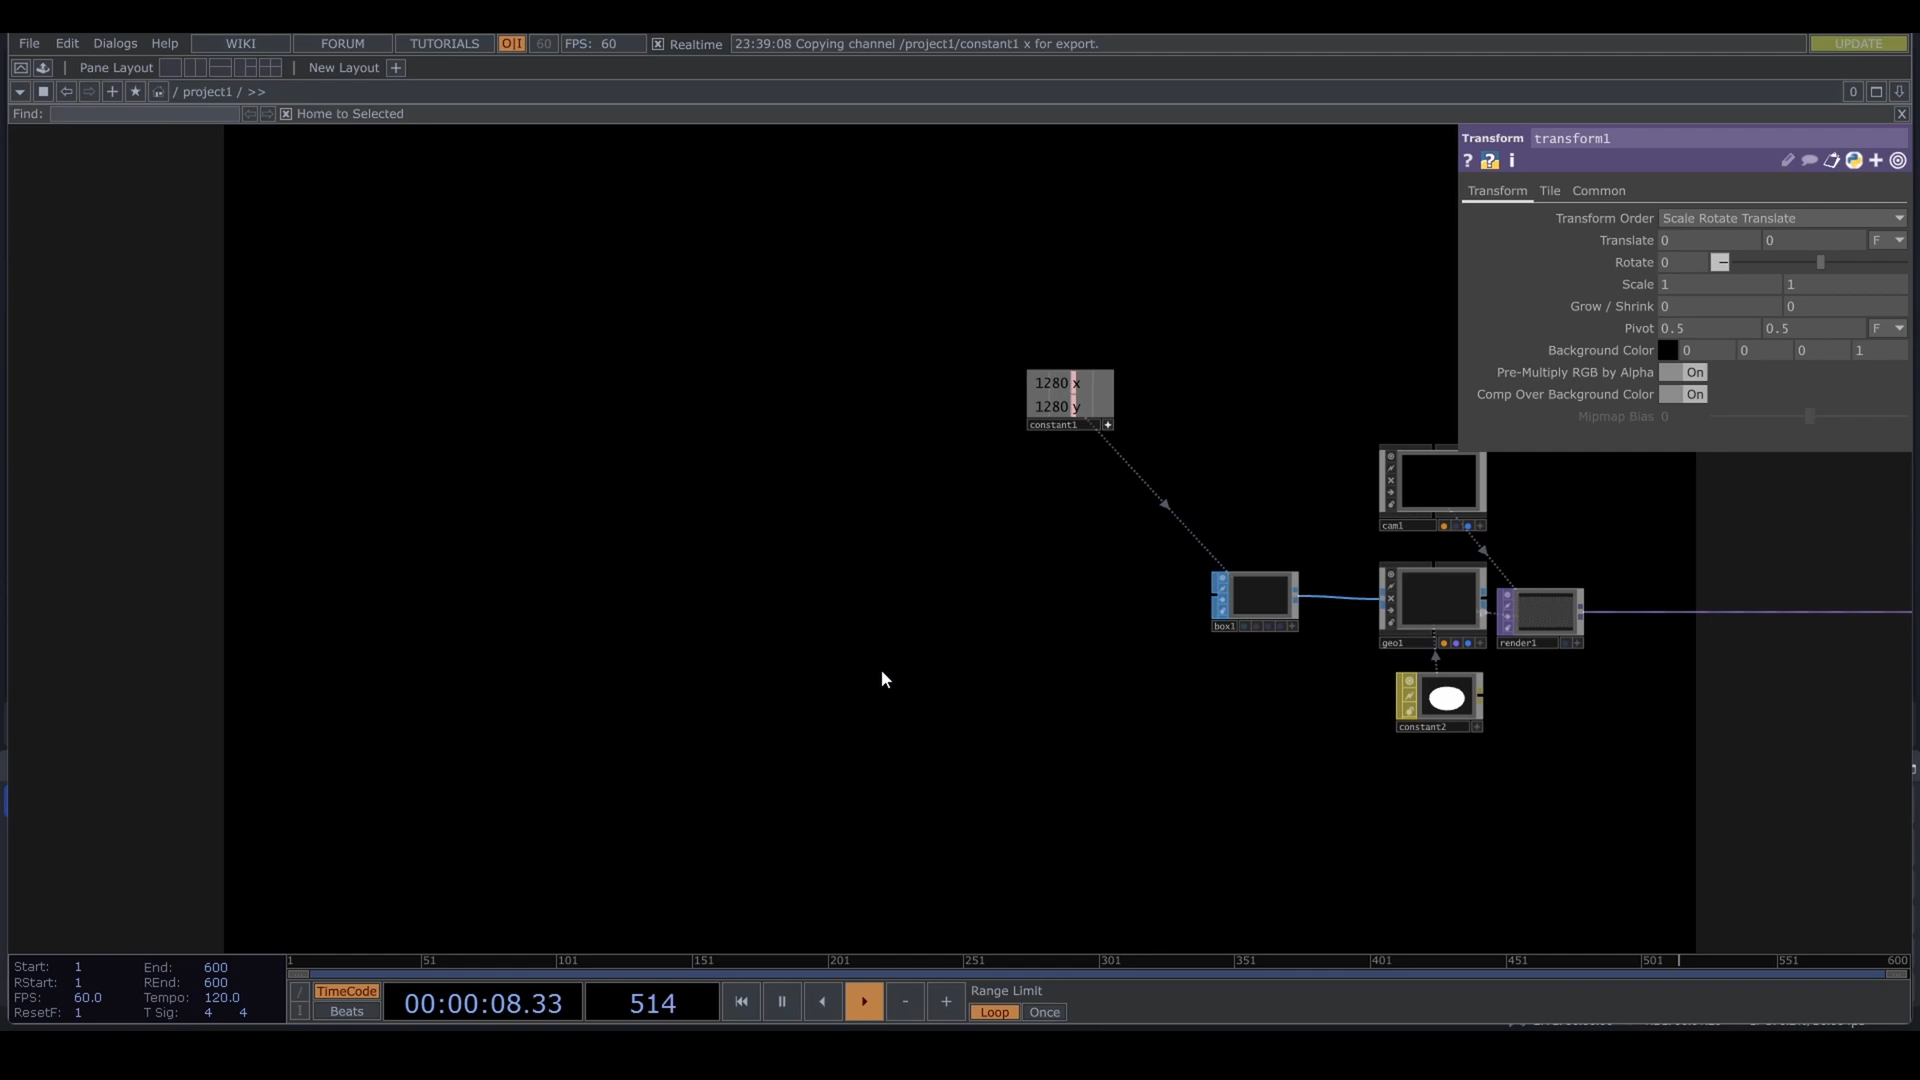 File Edit Dialogs Help WIKI FORUM TUTORIALS O|I 60 FPS: 60 Realtime 23:39:08 Copying channel /project1/constant1 x for export. UPDATE
Pane Layout New Layout +
/ project1 / >> 0
Find: Home to Selected X
Transform transform1
? ? i
Transform Tile Common
Transform Order Scale Rotate Translate
Translate 0 0 F
Rotate 0
Scale 1 1
Grow / Shrink 0 0
Pivot 0.5 0.5 F
Background Color 0 0 0 1
Pre-Multiply RGB by Alpha On
Comp Over Background Color On
Mipmap Bias 0
1280 x
1280 y
constant1
cam1
box1
geo1
render1
constant2
1 51 101 151 201 251 301 351 401 451 501 551 600
Start: 1 End: 600
RStart: 1 REnd: 600
FPS: 60.0 Tempo: 120.0
ResetF: 1 T Sig: 4 4
TimeCode
Beats
00:00:08.33
514
- +
Range Limit
Loop Once